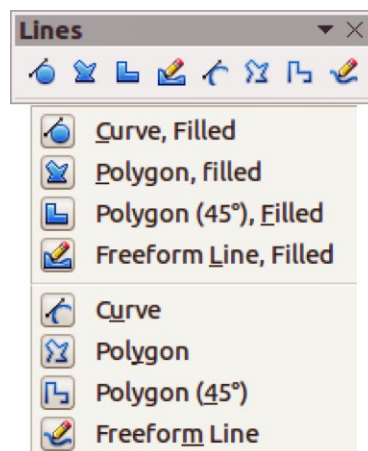 Lines
Curve, Filled
Polygon, filled
Polygon (45°), Filled
Freeform Line, Filled
Curve
Polygon
Polygon (45°)
Freeform Line